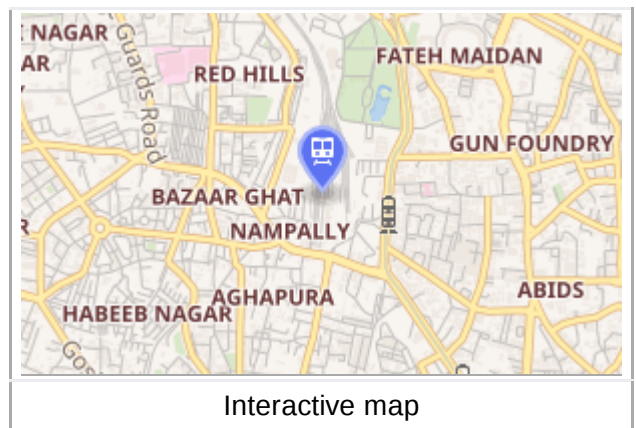 NAGAR
AR
Guards Road
RED HILLS
FATEH MAIDAN
GUN FOUNDRY
BAZAAR GHAT
NAMPALLY
R
ABIDS
AGHAPURA
HABEEB NAGAR
Gos
Interactive map